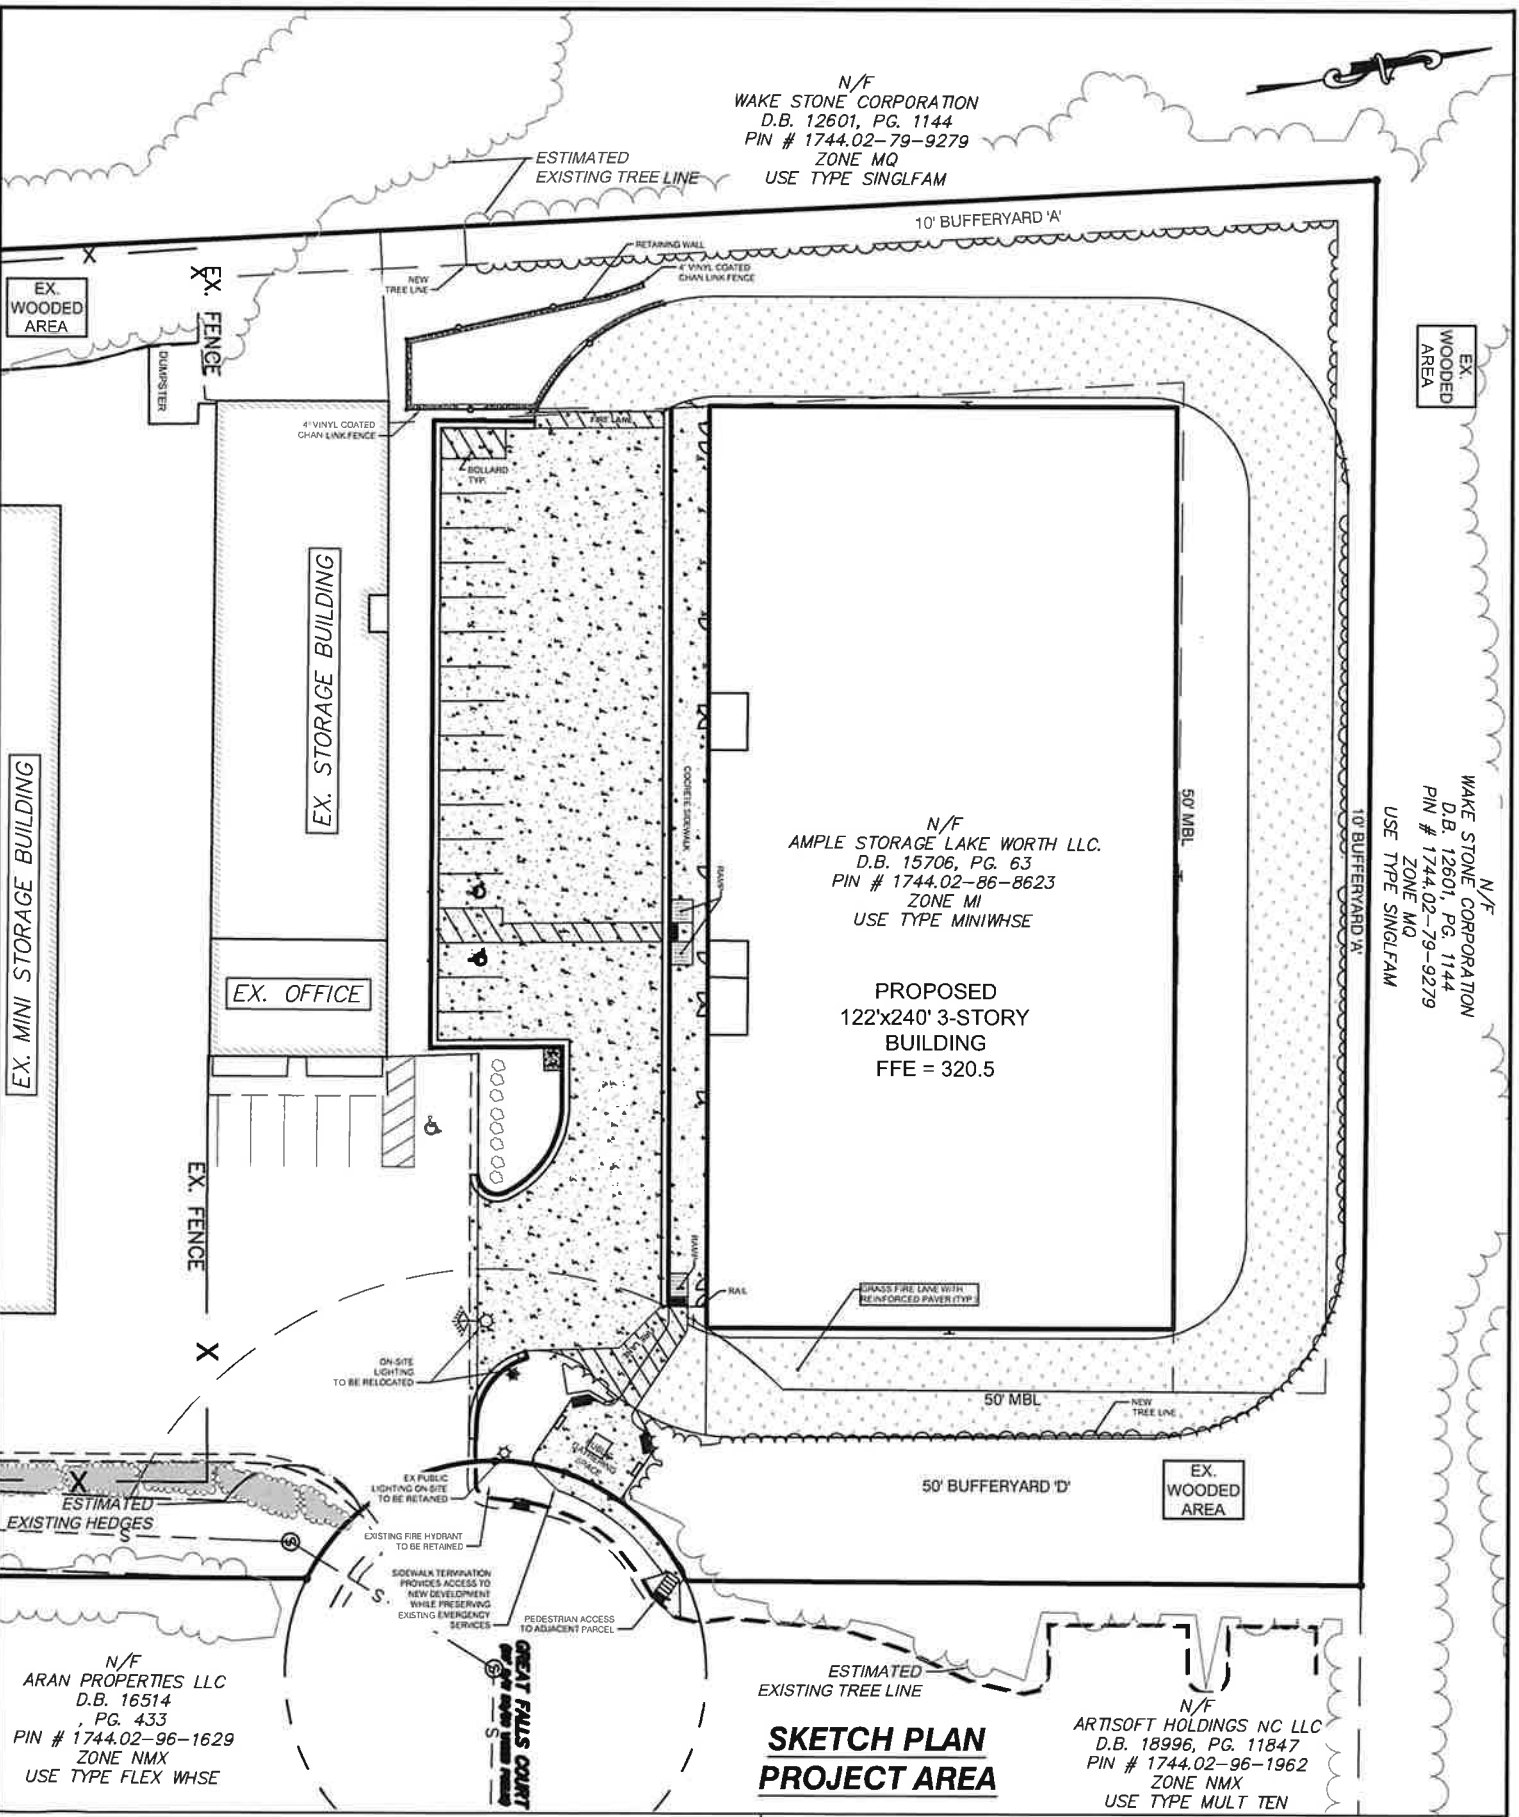 N/F
WAKE STONE CORPORATION
D.B. 12601, PG. 1144
PIN # 1744.02-79-9279
ZONE MQ
USE TYPE SINGLFAM
ESTIMATED
EXISTING TREE LINE
10' BUFFERYARD 'A'
RETAINING WALL
4' VINYL COATED
CHAN LINK FENCE
NEW
TREE LINE
X
X
EX. FENCE
EX.
WOODED
AREA
DUMPSTER
EX.
WOODED
AREA
4' VINYL COATED
CHAN LINK FENCE
FIRE LANE
BOLLARD
TYP.
EX. STORAGE BUILDING
EX. MINI STORAGE BUILDING
EX. OFFICE
COCRETE SIDEWALK
RAMP
N/F
AMPLE STORAGE LAKE WORTH LLC.
D.B. 15706, PG. 63
PIN # 1744.02-86-8623
ZONE MI
USE TYPE MINIWHSE
PROPOSED
122'x240' 3-STORY
BUILDING
FFE = 320.5
50' MBL
10' BUFFERYARD 'A'
N/F
WAKE STONE CORPORATION
D.B. 12601, PG. 1144
PIN # 1744.02-79-9279
ZONE MQ
USE TYPE SINGLFAM
EX. FENCE
X
RAMP
RAIL
GRASS FIRE LANE WITH
REINFORCED PAVER (TYP.)
ON-SITE
LIGHTING
TO BE RELOCATED
FIRE LANE
50' MBL
NEW
TREE LINE
PUBLIC
GATHERING
SPACE
50' BUFFERYARD 'D'
EX.
WOODED
AREA
X
ESTIMATED
EXISTING HEDGES
EX PUBLIC
LIGHTING ON-SITE
TO BE RETAINED
S
S
EXISTING FIRE HYDRANT
TO BE RETAINED
SIDEWALK TERMINATION
PROVIDES ACCESS TO
NEW DEVELOPMENT
WHILE PRESERVING
EXISTING EMERGENCY
SERVICES
S
PEDESTRIAN ACCESS
TO ADJACENT PARCEL
S
S
GREAT FALLS COURT
N/F
ARAN PROPERTIES LLC
D.B. 16514
, PG. 433
PIN # 1744.02-96-1629
ZONE NMX
USE TYPE FLEX WHSE
ESTIMATED
EXISTING TREE LINE
SKETCH PLAN
PROJECT AREA
N/F
ARTISOFT HOLDINGS NC LLC
D.B. 18996, PG. 11847
PIN # 1744.02-96-1962
ZONE NMX
USE TYPE MULT TEN